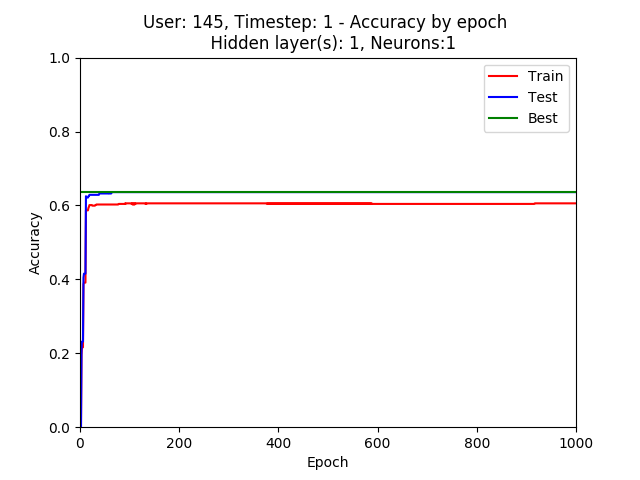 User: 145, Timestep: 1 - Accuracy by epoch
Hidden layer(s): 1, Neurons:1
Train
Test
Best
1.0
0.8
0.6
0.4
0.2
0.0
Accuracy
0 200 400 600 800 1000
Epoch